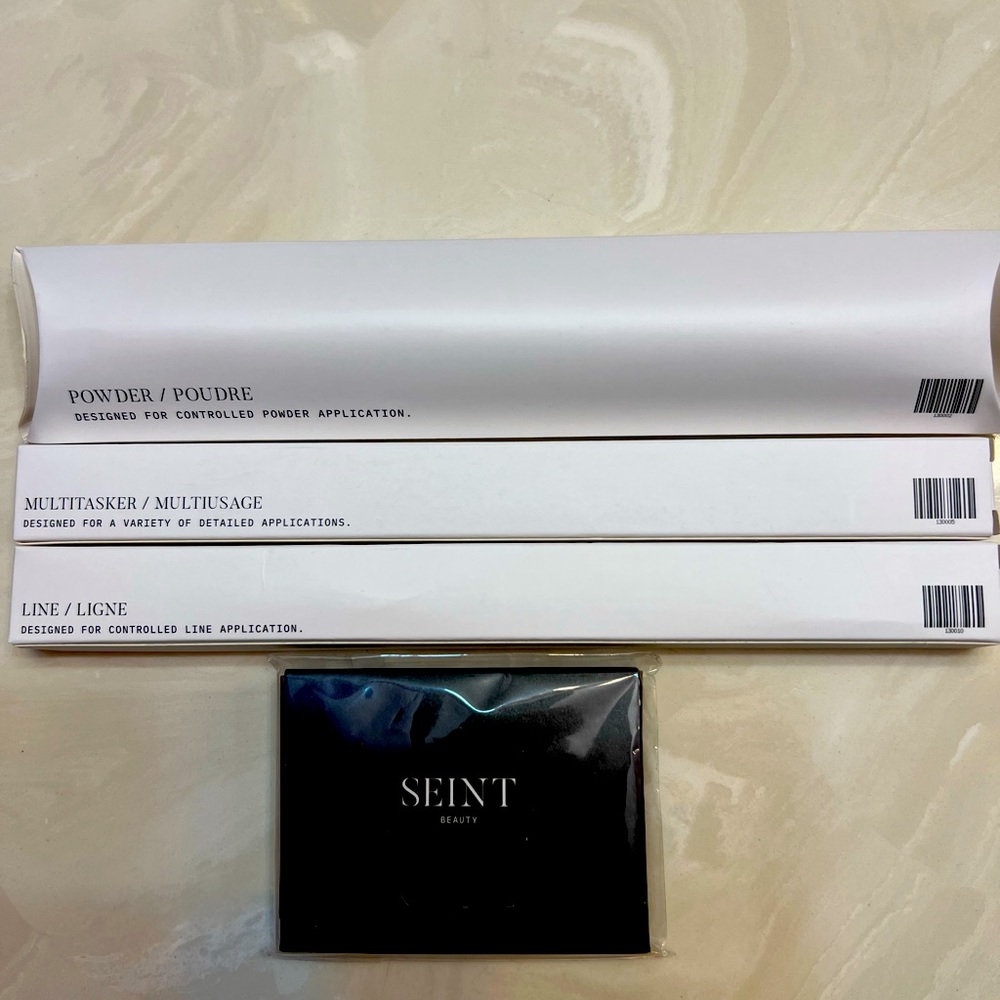 POWDER / POUDRE
DESIGNED FOR CONTROLLED POWDER APPLICATION.
130002
MULTITASKER / MULTIUSAGE
DESIGNED FOR A VARIETY OF DETAILED APPLICATIONS.
130005
LINE / LIGNE
DESIGNED FOR CONTROLLED LINE APPLICATION.
130010
SEINT
BEAUTY